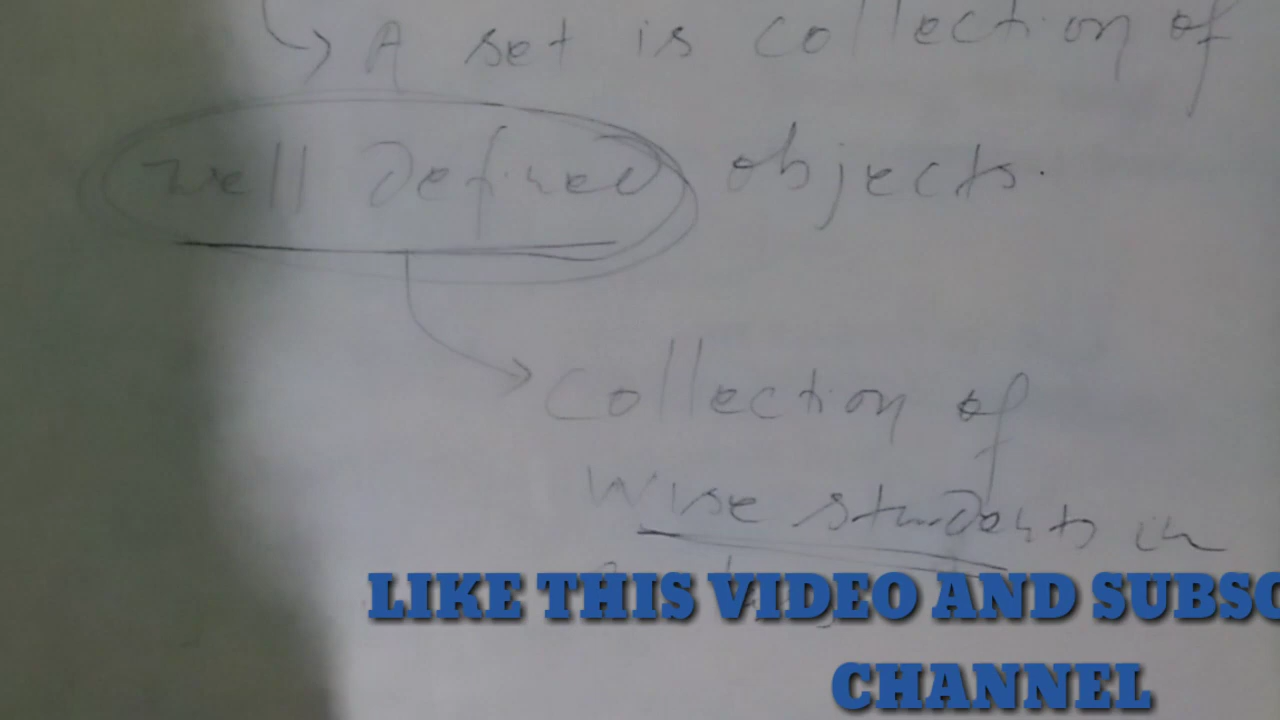 A set is collection of
well defined objects.
Collection of
Wise students in
LIKE THIS VIDEO AND SUBSC
CHANNEL